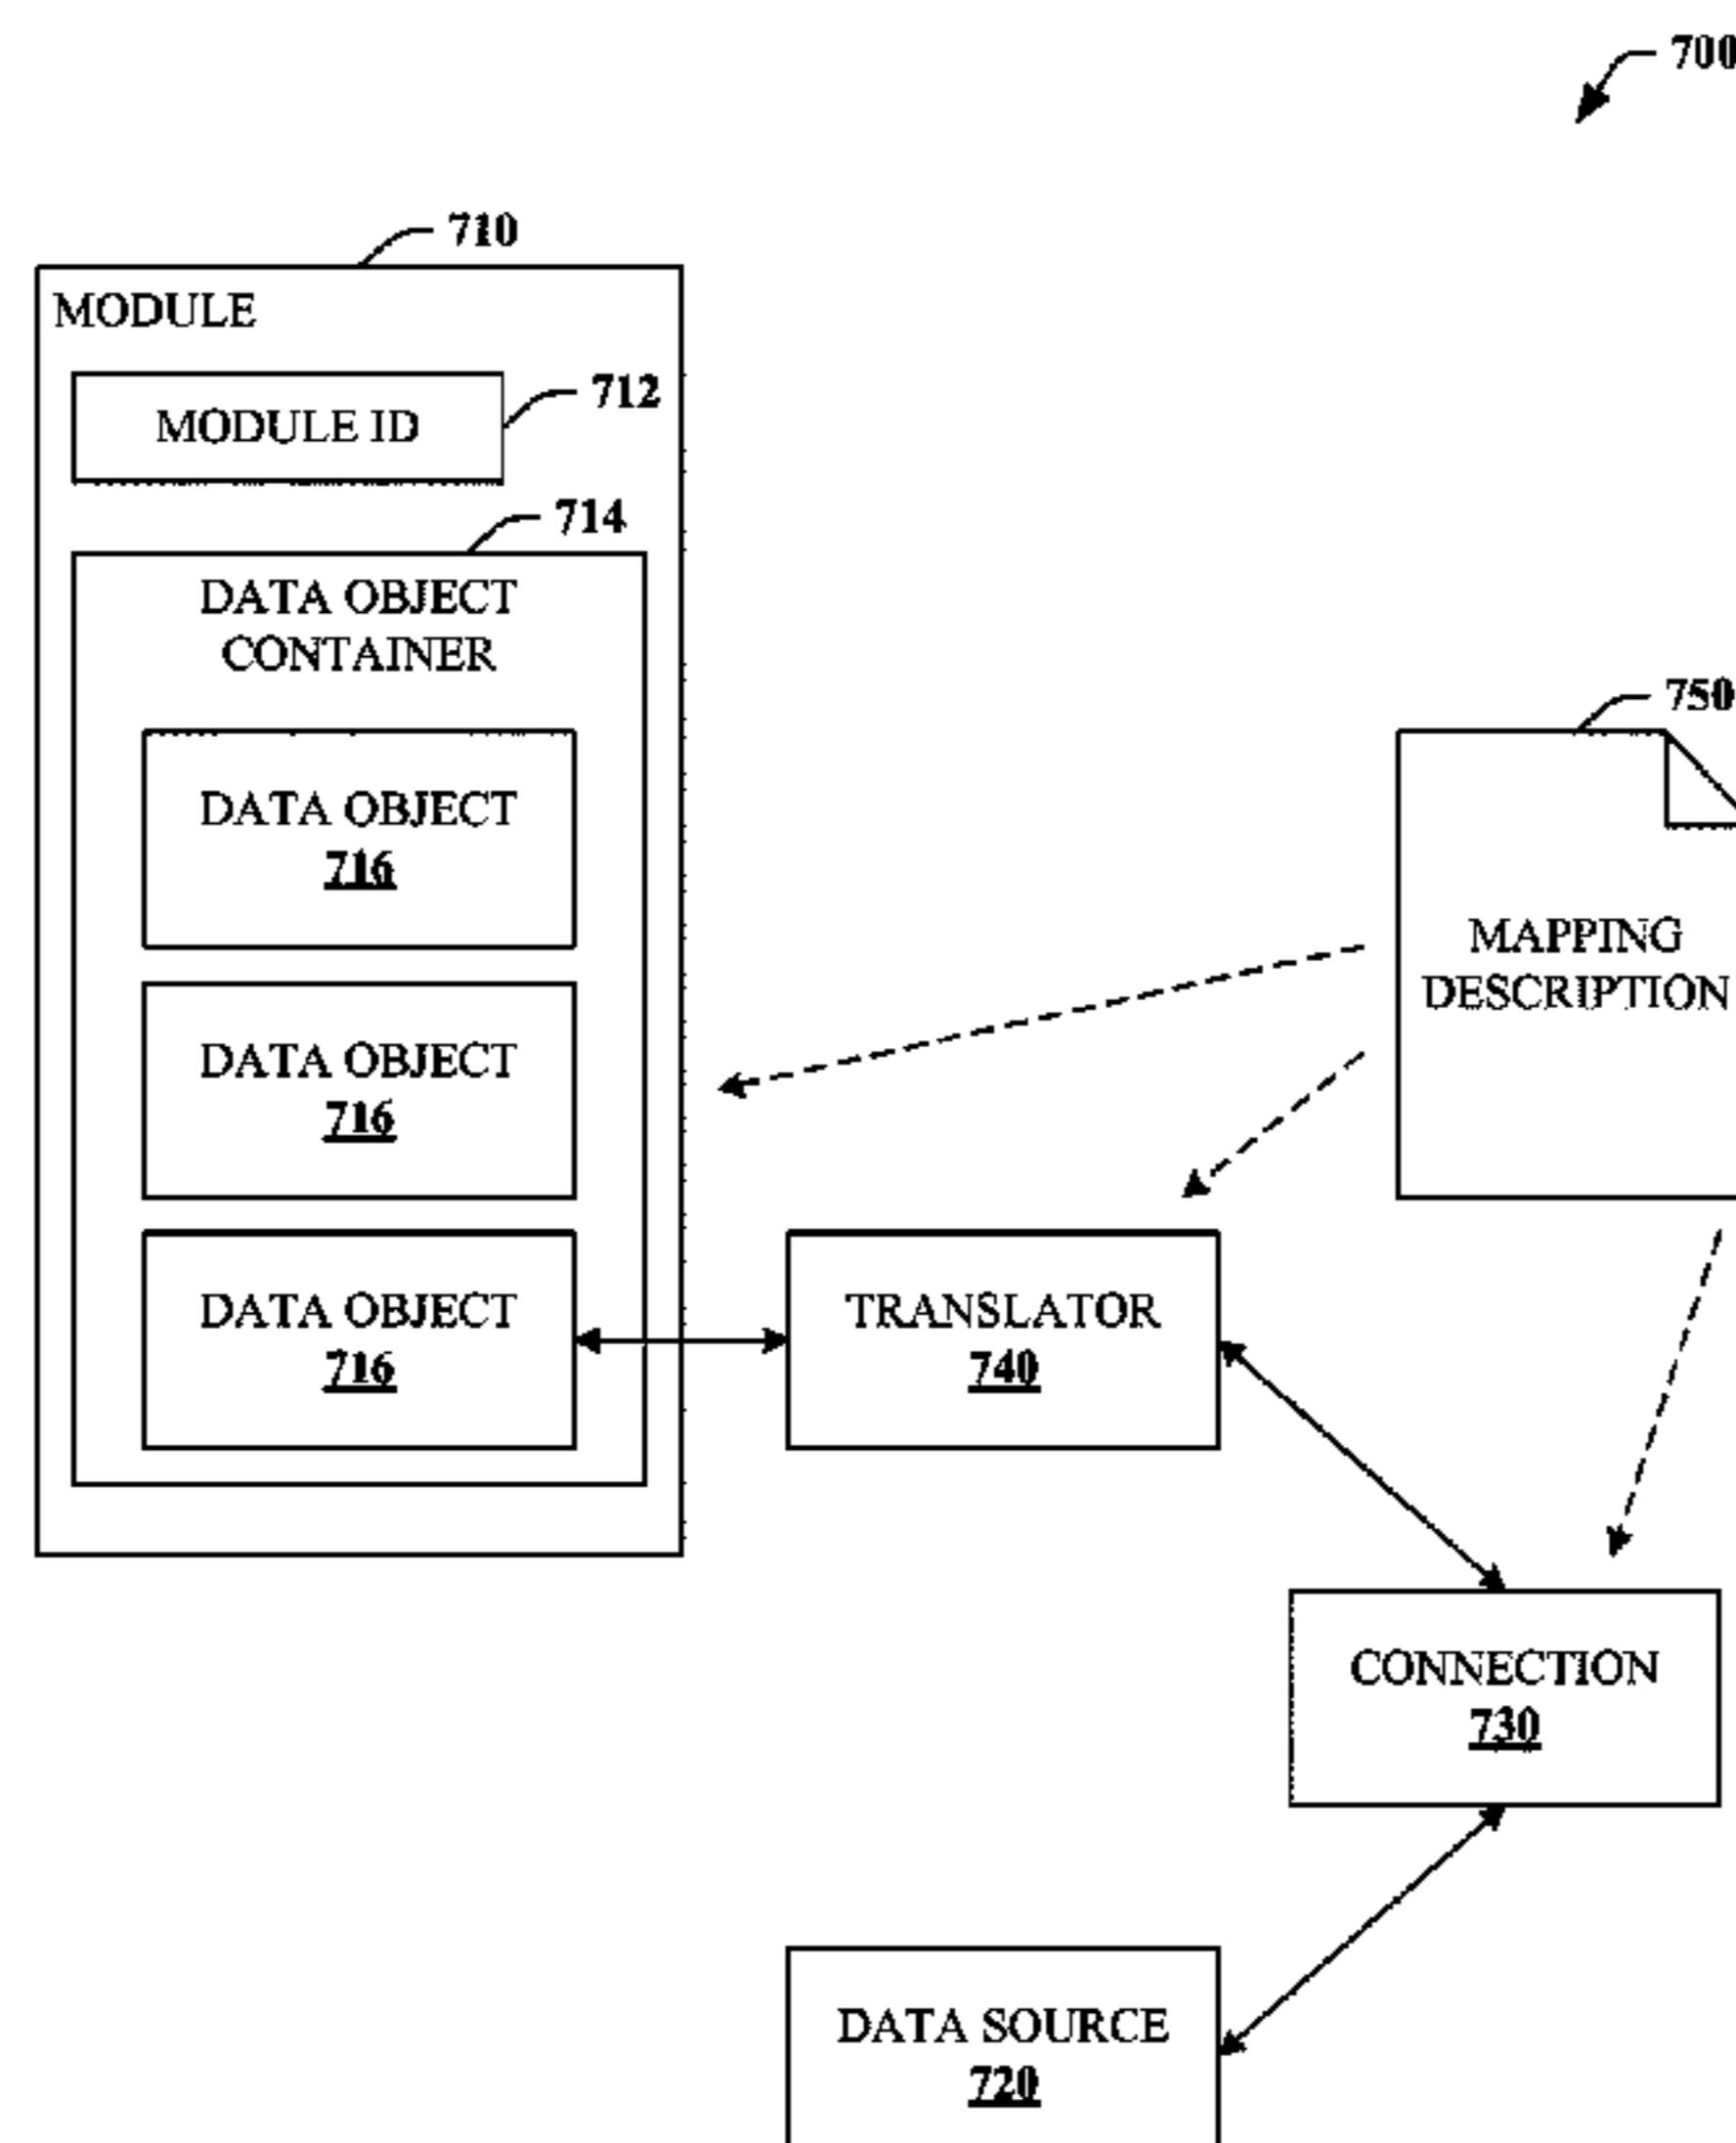 700
710
MODULE
712
MODULE ID
714
DATA OBJECT
CONTAINER
DATA OBJECT
716
DATA OBJECT
716
DATA OBJECT
716
750
MAPPING
DESCRIPTION
TRANSLATOR
740
CONNECTION
730
DATA SOURCE
720